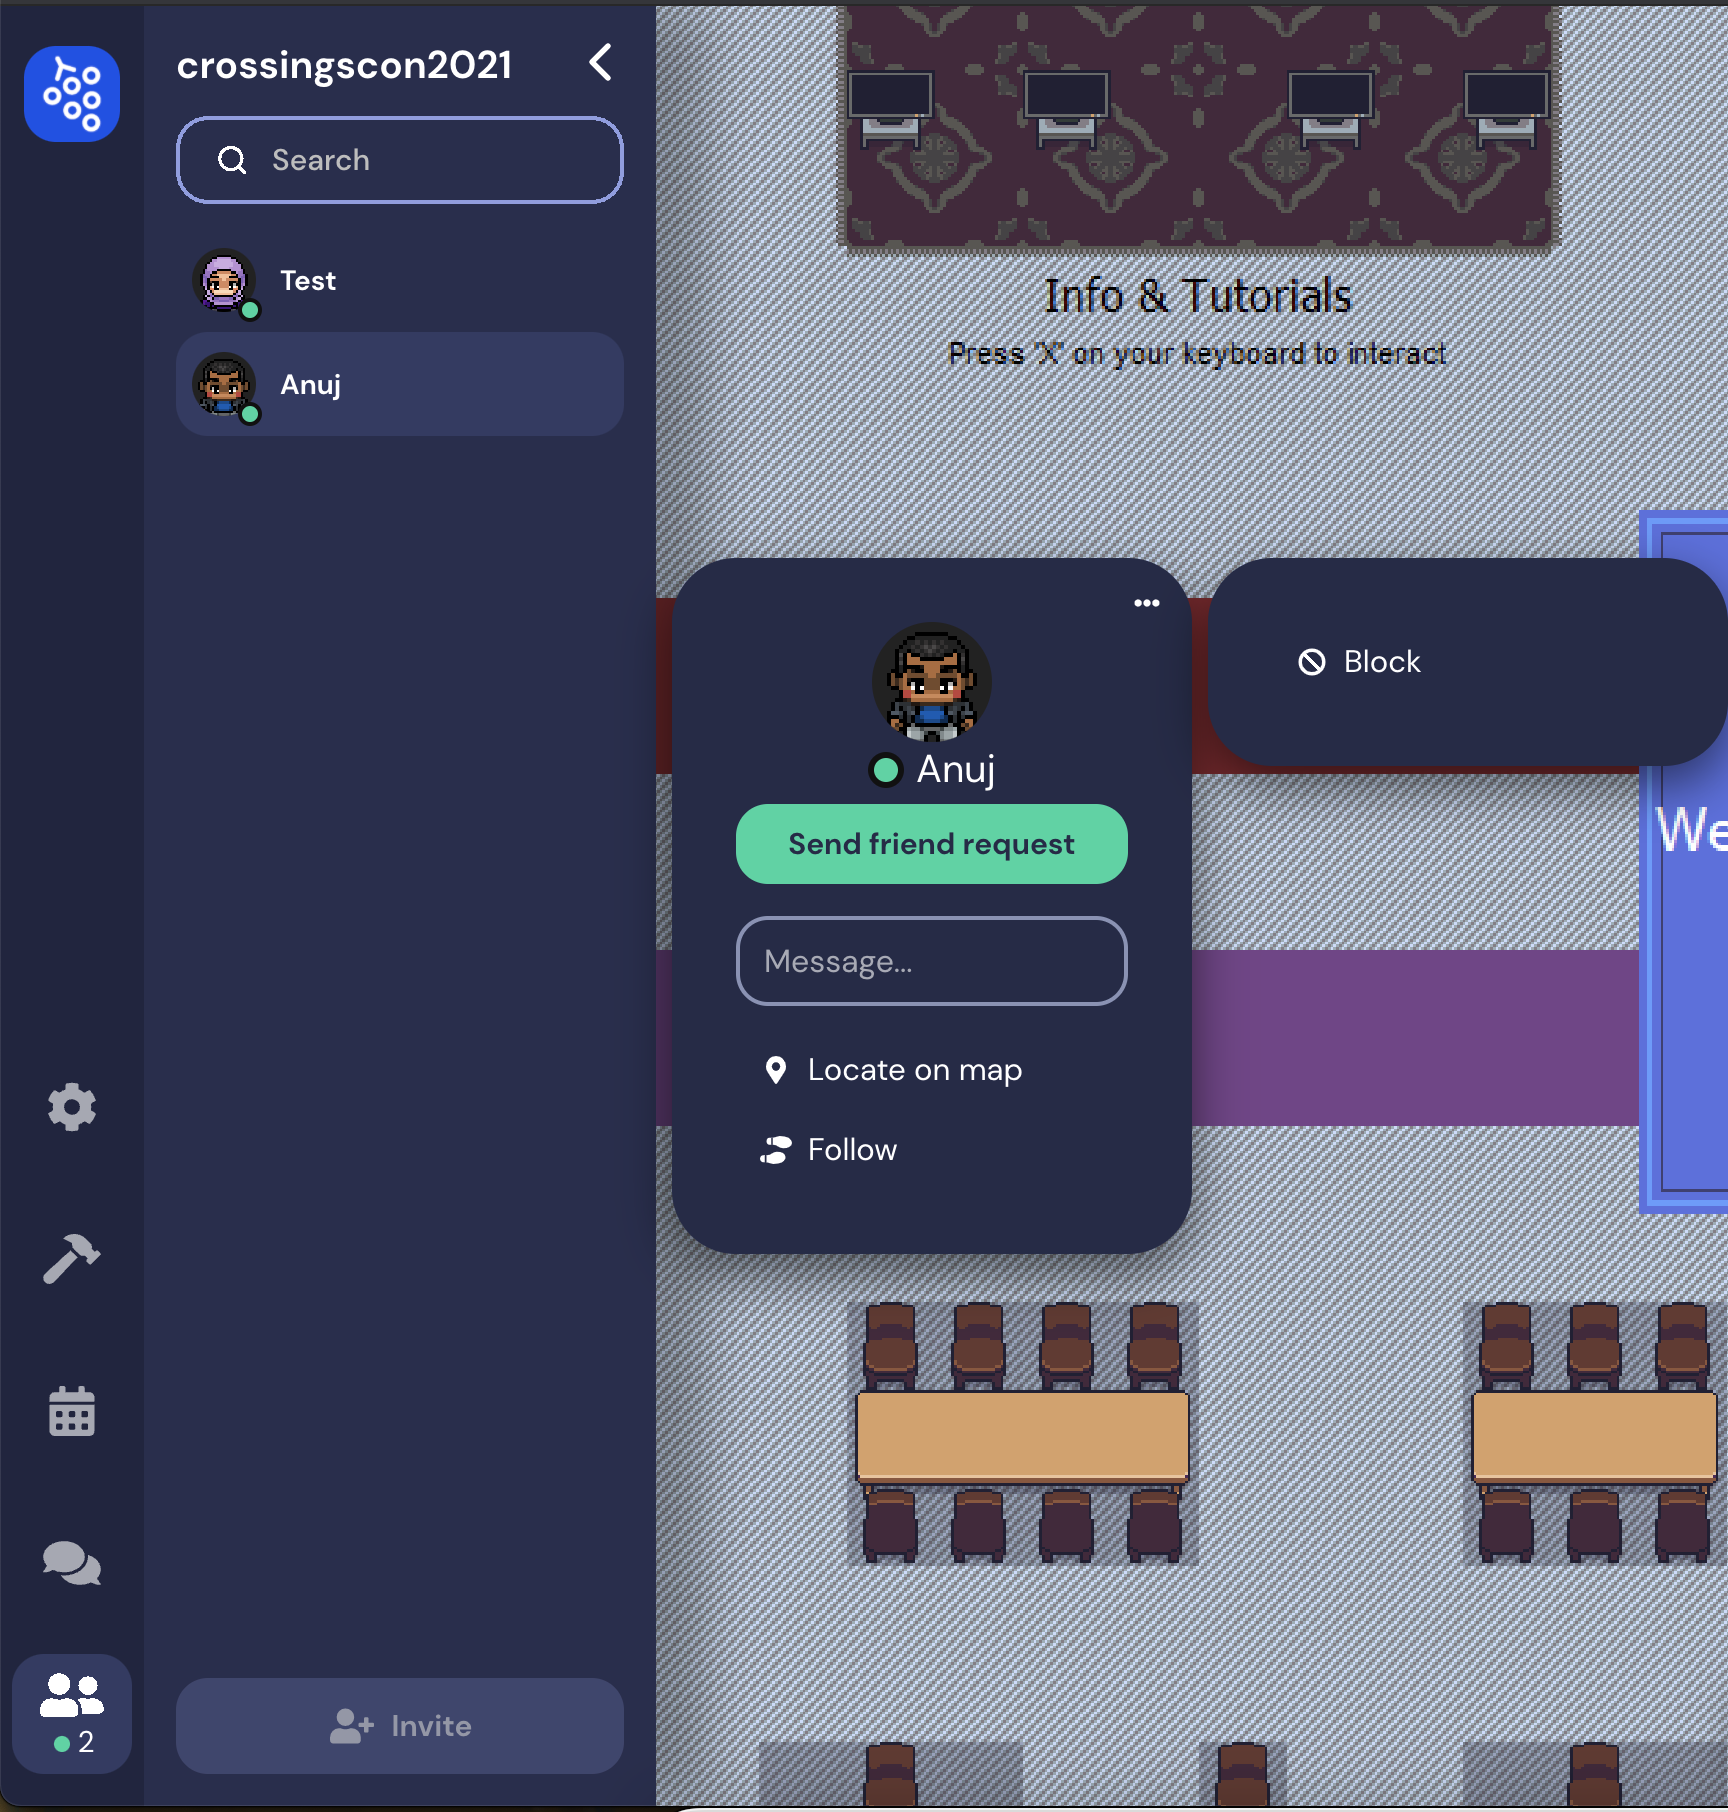 crossingscon2021
Search
Test
Anuj
2
Invite
Info & Tutorials
Press 'X' on your keyboard to interact
Anuj
Send friend request
Message...
Locate on map
Follow
Block
We